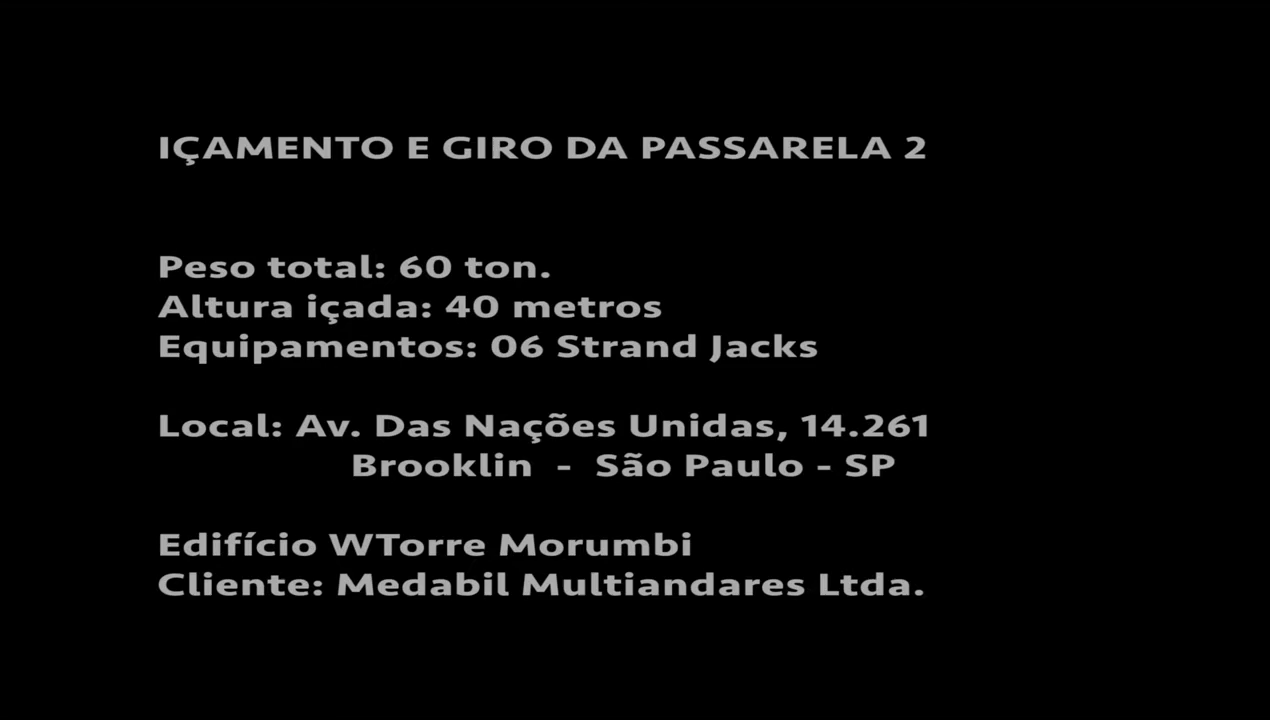 IÇAMENTO E GIRO DA PASSARELA 2
Peso total: 60 ton.
Altura içada: 40 metros
Equipamentos: 06 Strand Jacks
Local: Av. Das Nações Unidas, 14.261
Brooklin - São Paulo - SP
Edifício WTorre Morumbi
Cliente: Medabil Multiandares Ltda.